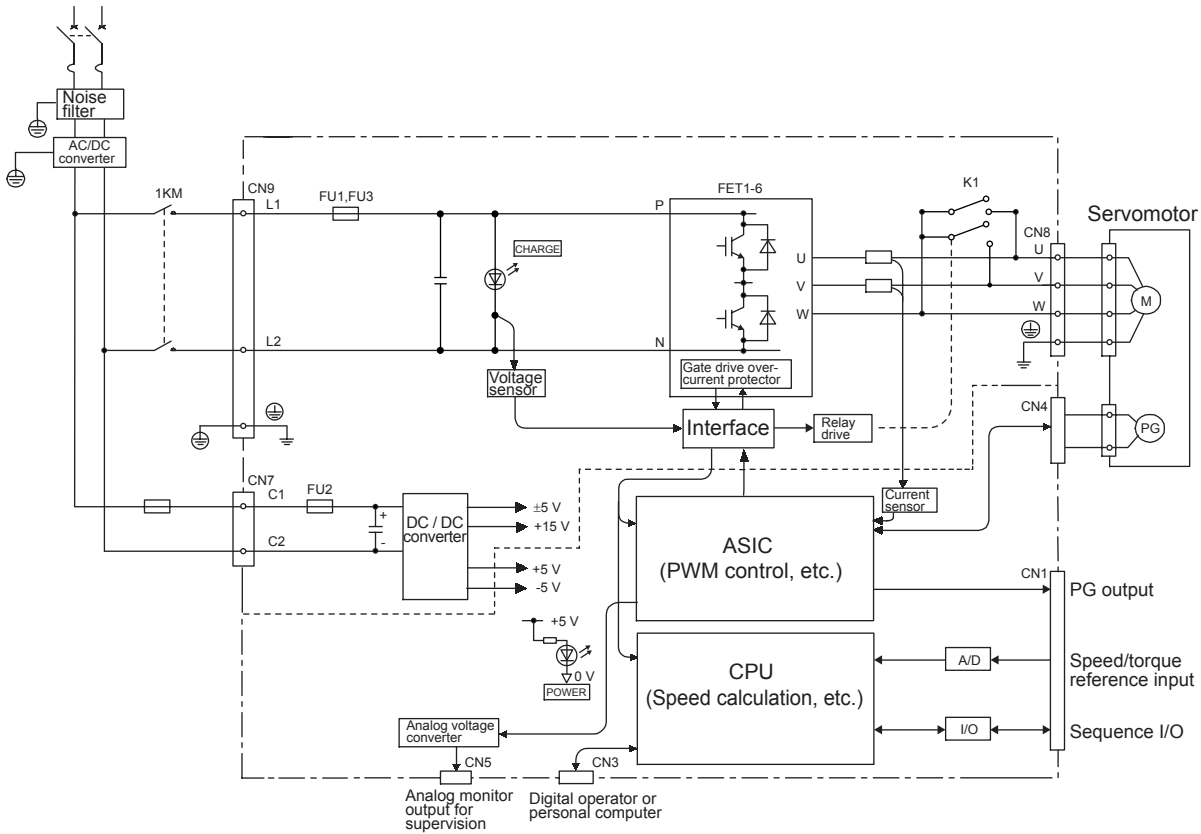 Noise
filter
AC/DC
converter
1KM
CN9
L1
FU1,FU3
P
FET1-6
K1
Servomotor
CHARGE
CN8
U
U
V
V
W
W
M
L2
N
Voltage
sensor
Gate drive over-
current protector
Interface
Relay
drive
CN4
PG
CN7
C1
FU2
+
-
C2
DC / DC
converter
±5 V
+15 V
+5 V
-5 V
Current
sensor
ASIC
(PWM control, etc.)
CN1
PG output
+5 V
0 V
POWER
CPU
(Speed calculation, etc.)
A/D
Speed/torque
reference input
I/O
Sequence I/O
Analog voltage
converter
CN5
CN3
Analog monitor
output for
supervision
Digital operator or
personal computer